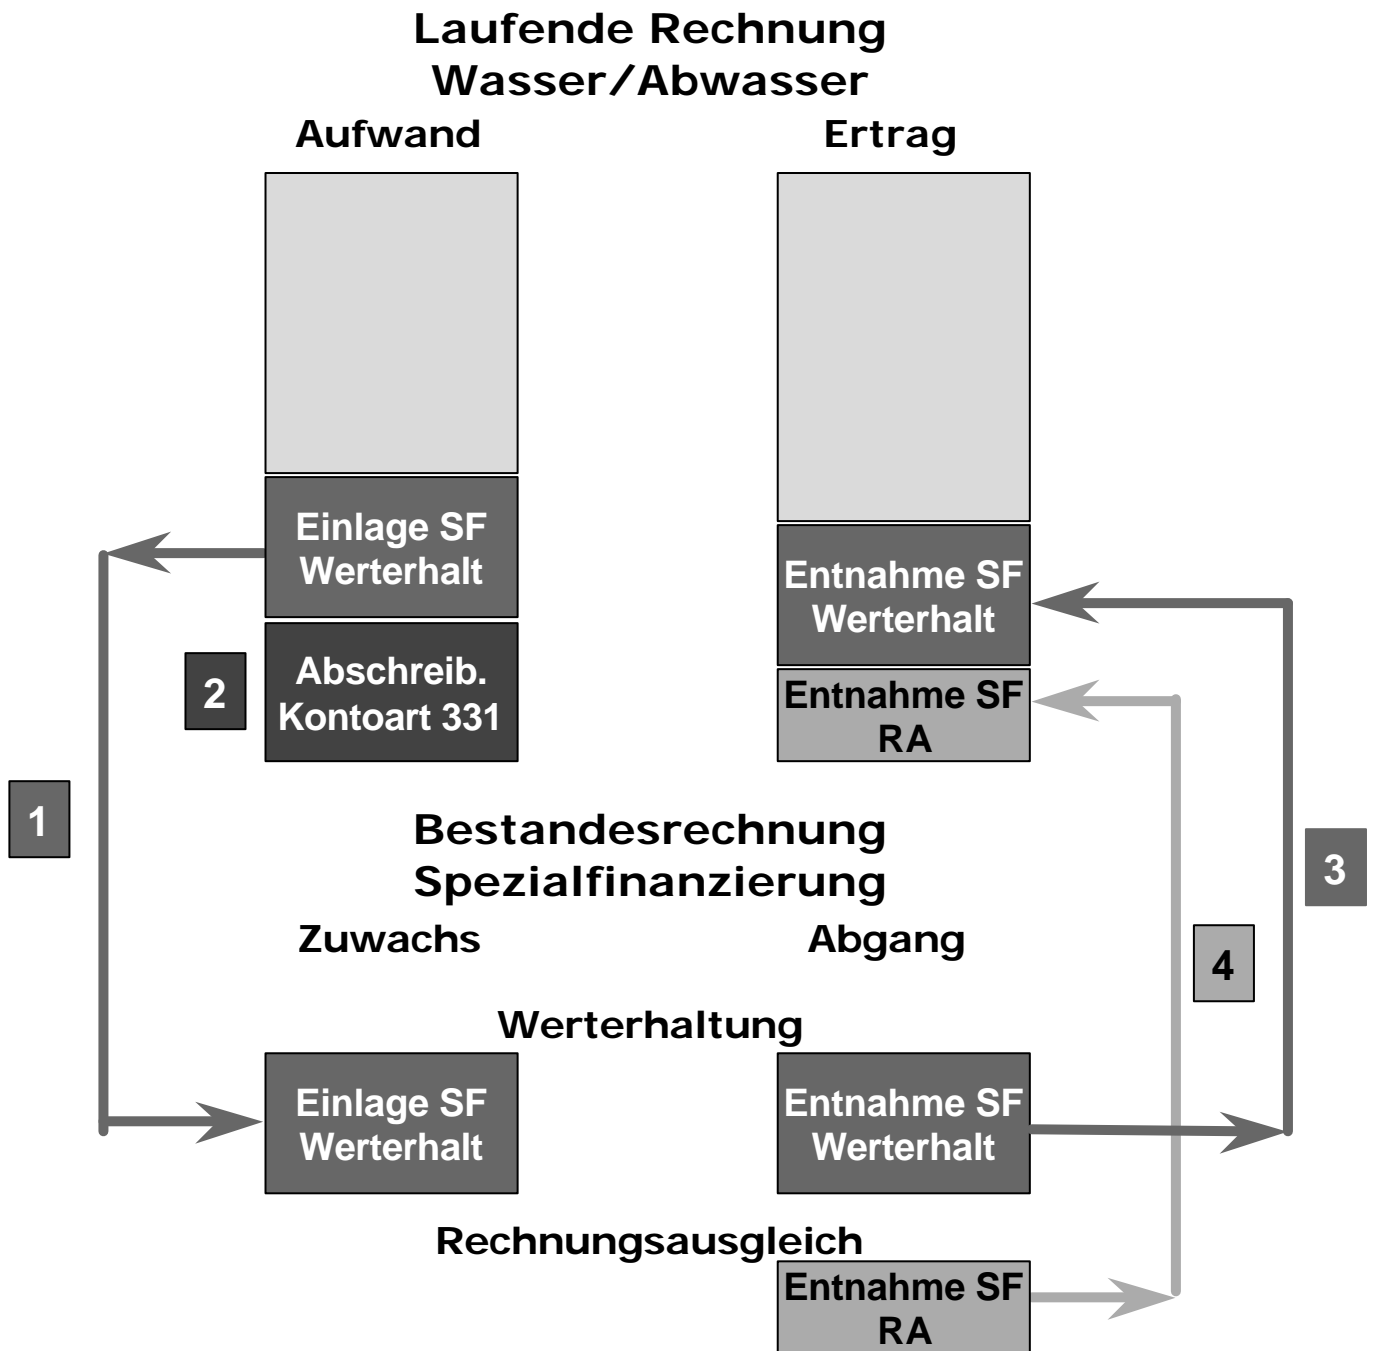 Laufende Rechnung
Wasser/Abwasser
Aufwand
Ertrag
Einlage SF
Werterhalt
Entnahme SF
Werterhalt
2
Abschreib.
Kontoart 331
Entnahme SF
RA
1
Bestandesrechnung
Spezialfinanzierung
3
Zuwachs
Abgang
4
Werterhaltung
Einlage SF
Werterhalt
Entnahme SF
Werterhalt
Rechnungsausgleich
Entnahme SF
RA